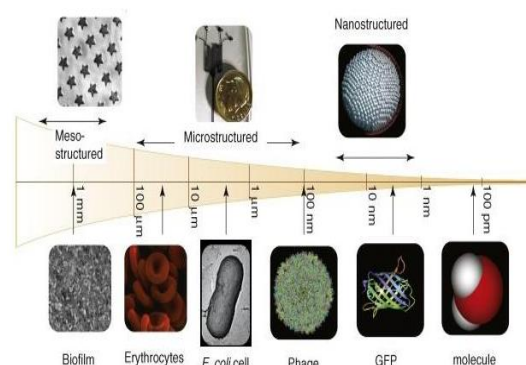 Nanostructured
Microstructured
Meso-
structured
1 mm
100 µm
10 µm
1 µm
100 nm
10 nm
1 nm
100 pm
Biofilm
Erythrocytes
E. coli cell
Phage
GFP
molecule